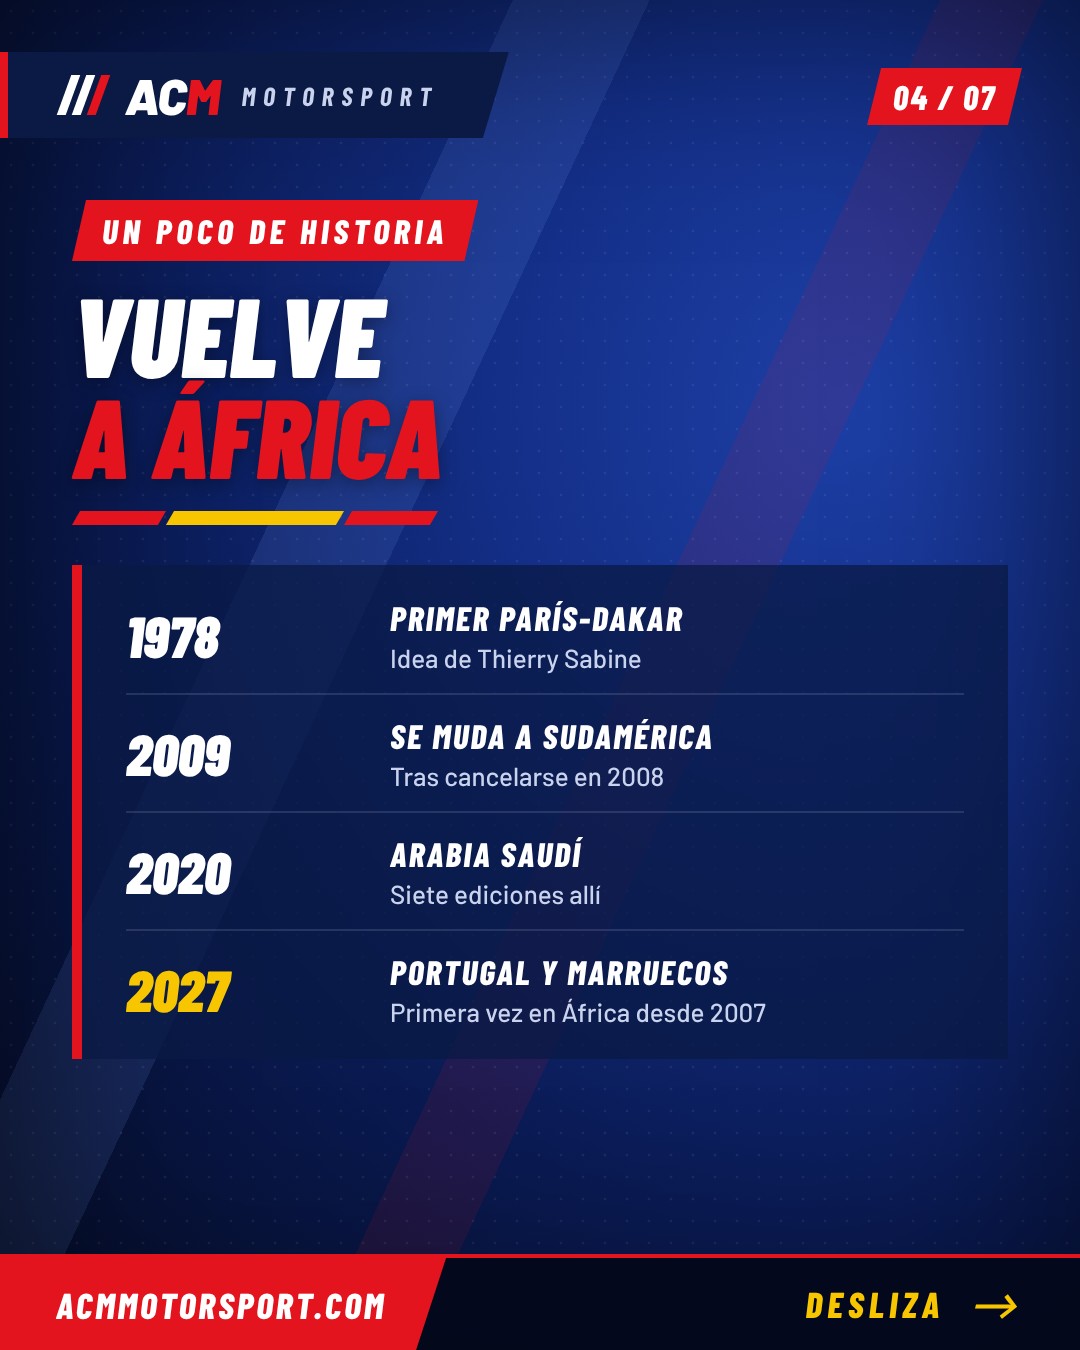 ACM MOTORSPORT
04 / 07
UN POCO DE HISTORIA
VUELVE
A ÁFRICA
1978
PRIMER PARÍS-DAKAR
Idea de Thierry Sabine
2009
SE MUDA A SUDAMÉRICA
Tras cancelarse en 2008
2020
ARABIA SAUDÍ
Siete ediciones allí
2027
PORTUGAL Y MARRUECOS
Primera vez en África desde 2007
ACMMOTORSPORT.COM
DESLIZA →